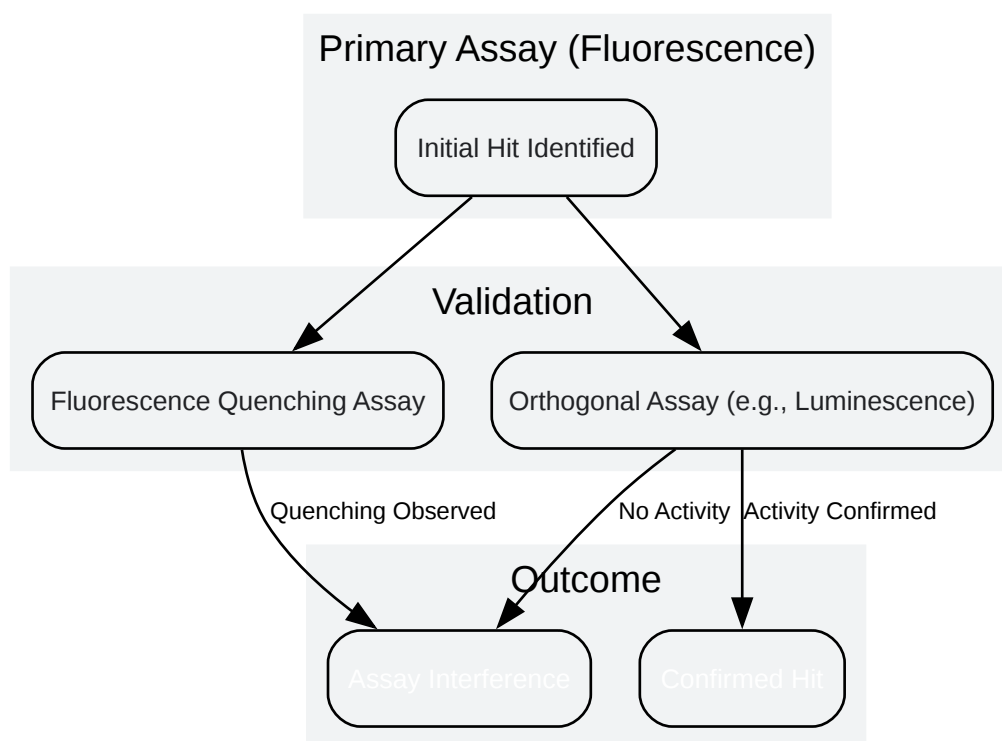 Primary Assay (Fluorescence)
Initial Hit Identified
Validation
Fluorescence Quenching Assay
Orthogonal Assay (e.g., Luminescence)
Quenching Observed
No Activity
Activity Confirmed
Outcome
Assay Interference
Confirmed Hit